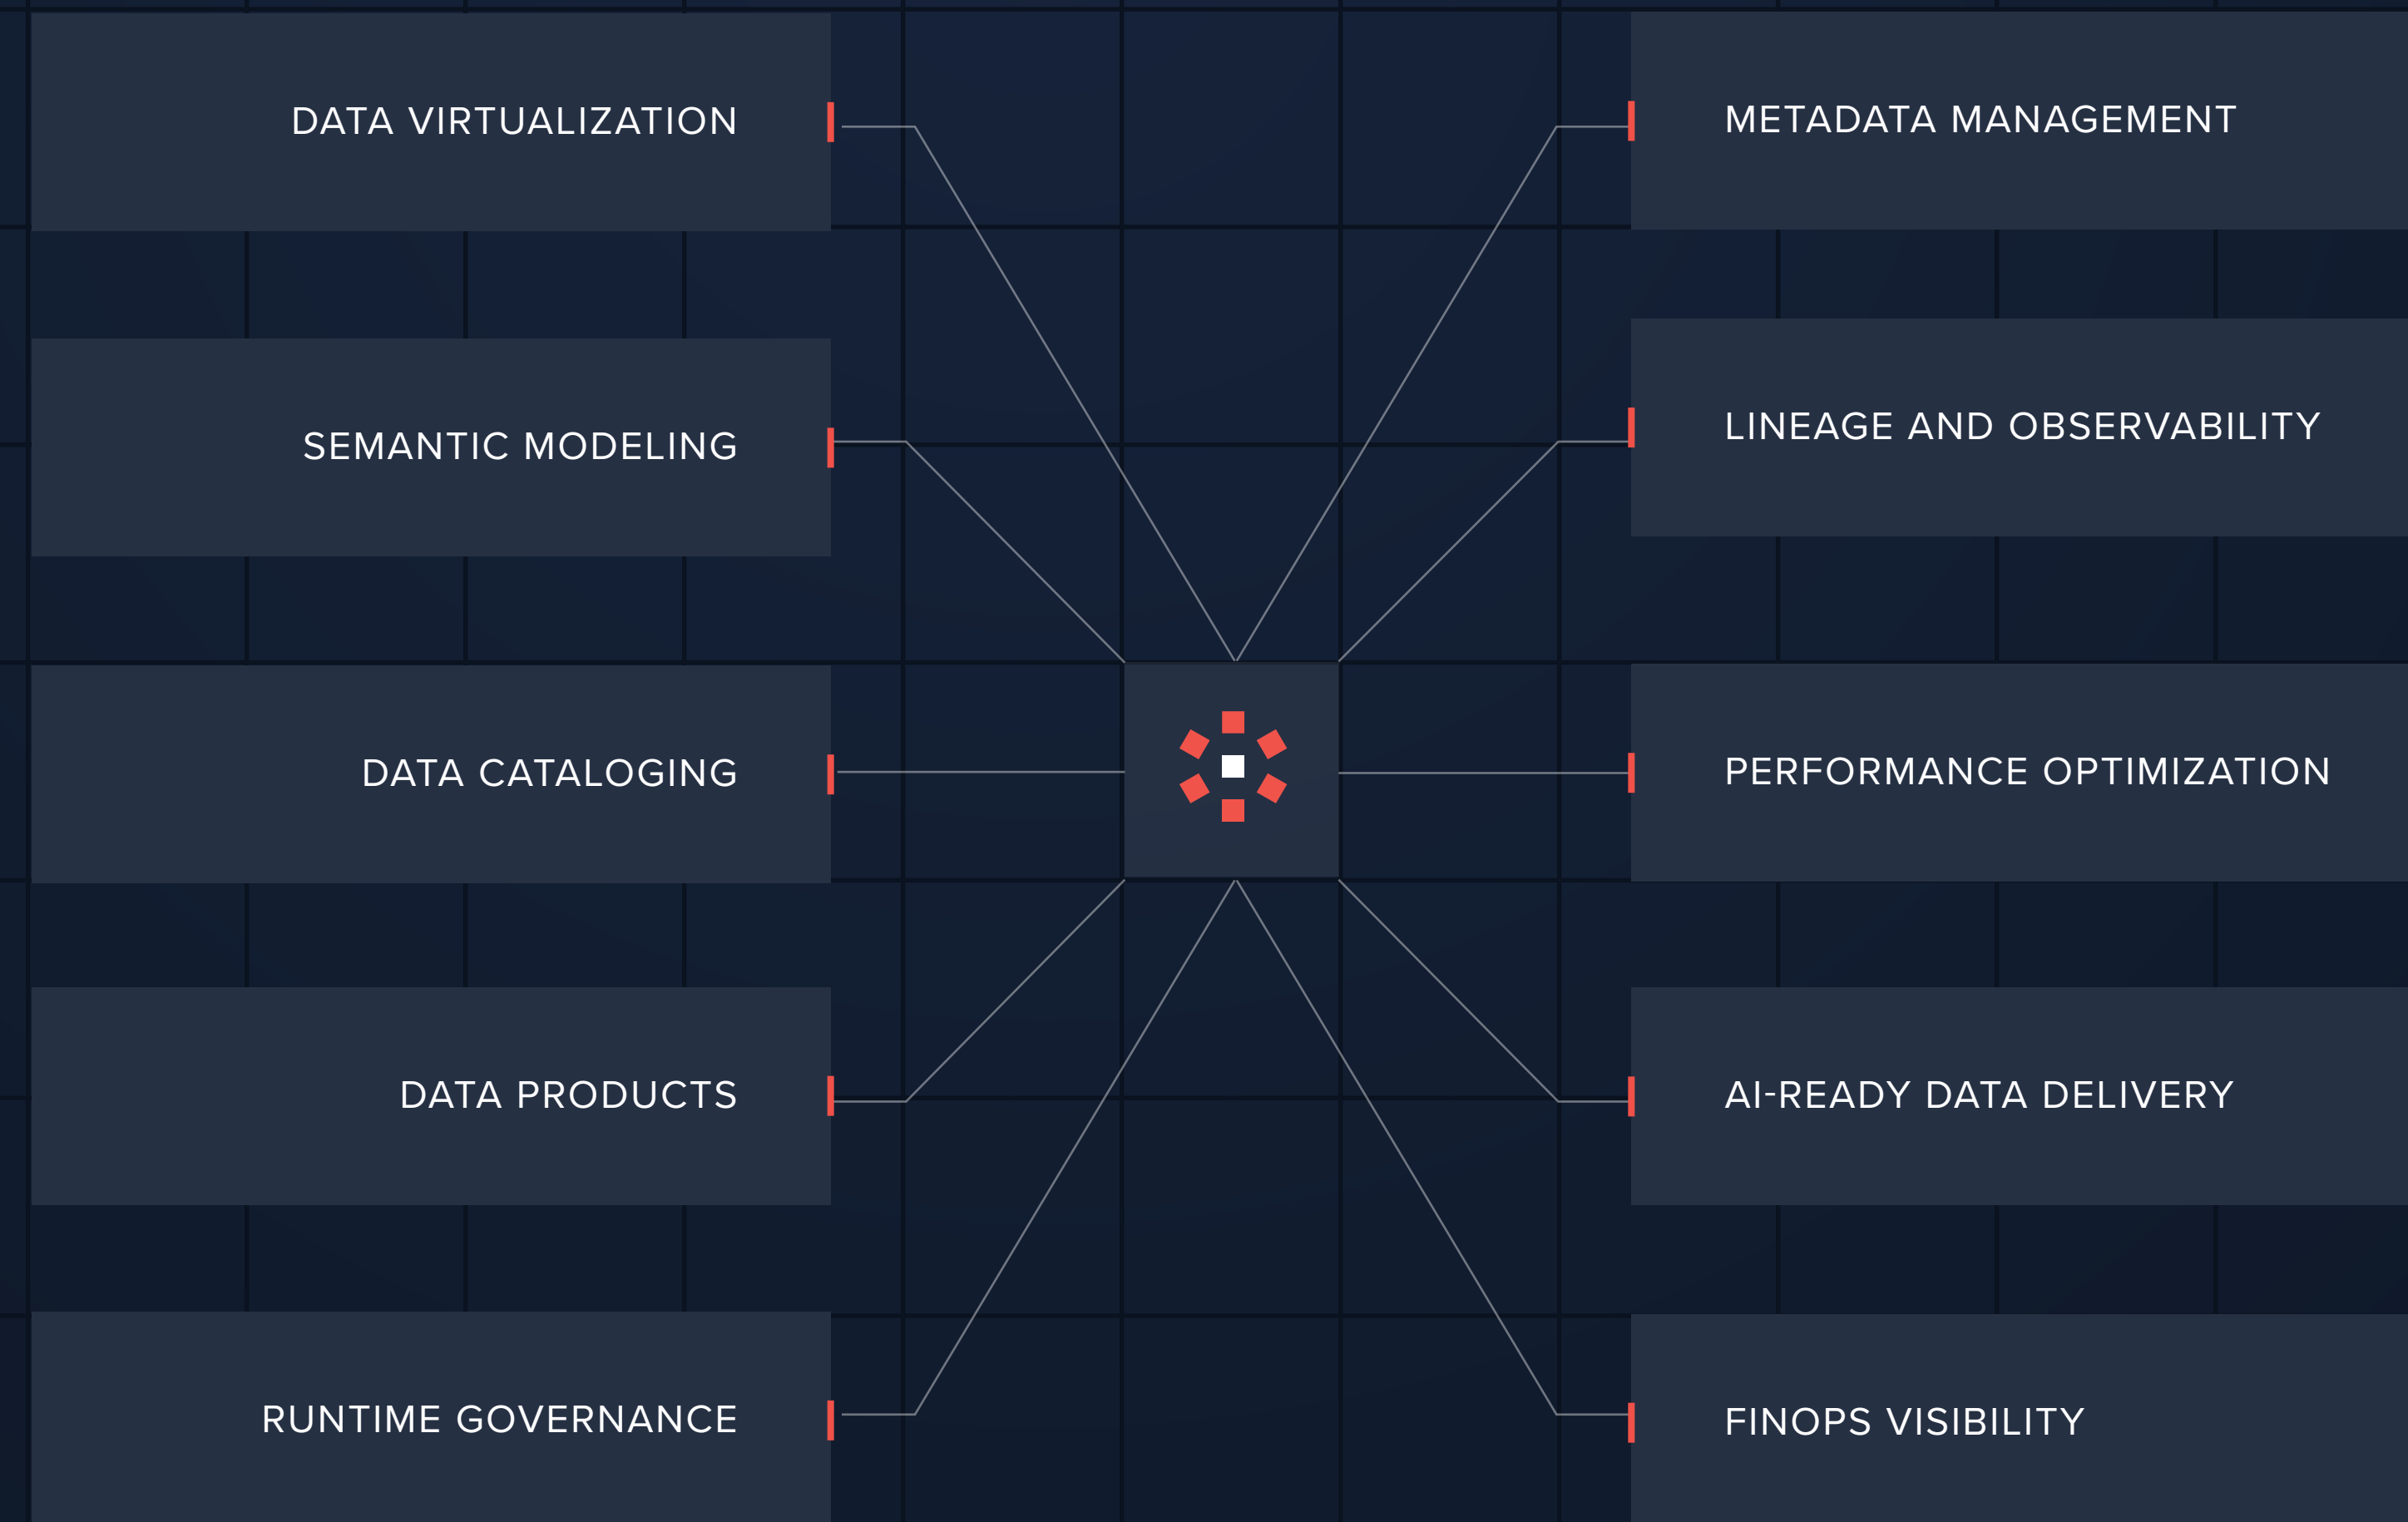 DATA VIRTUALIZATION
SEMANTIC MODELING
DATA CATALOGING
DATA PRODUCTS
RUNTIME GOVERNANCE
METADATA MANAGEMENT
LINEAGE AND OBSERVABILITY
PERFORMANCE OPTIMIZATION
AI-READY DATA DELIVERY
FINOPS VISIBILITY